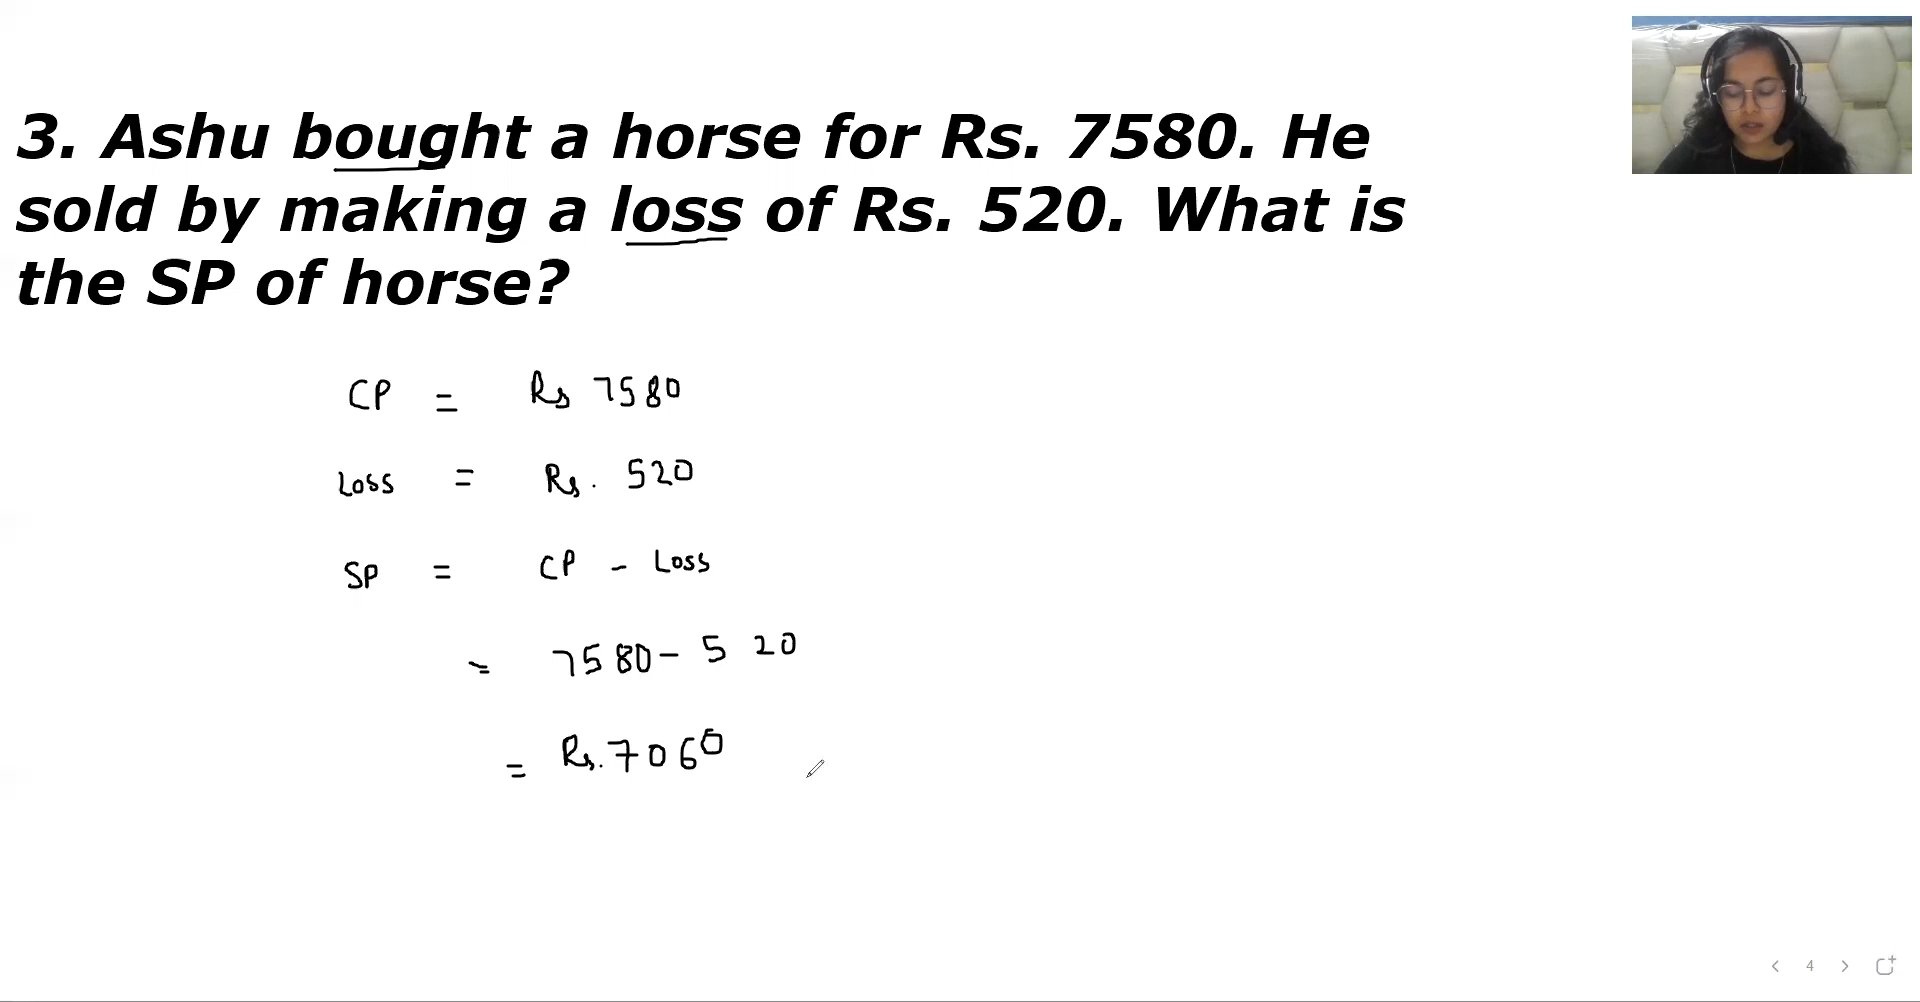 3. Ashu bought a horse for Rs. 7580. He
sold by making a loss of Rs. 520. What is
the SP of horse?
CP = Rs 7580
Loss = Rs. 520
SP = CP - Loss
= 7580 - 520
= Rs. 7060
4